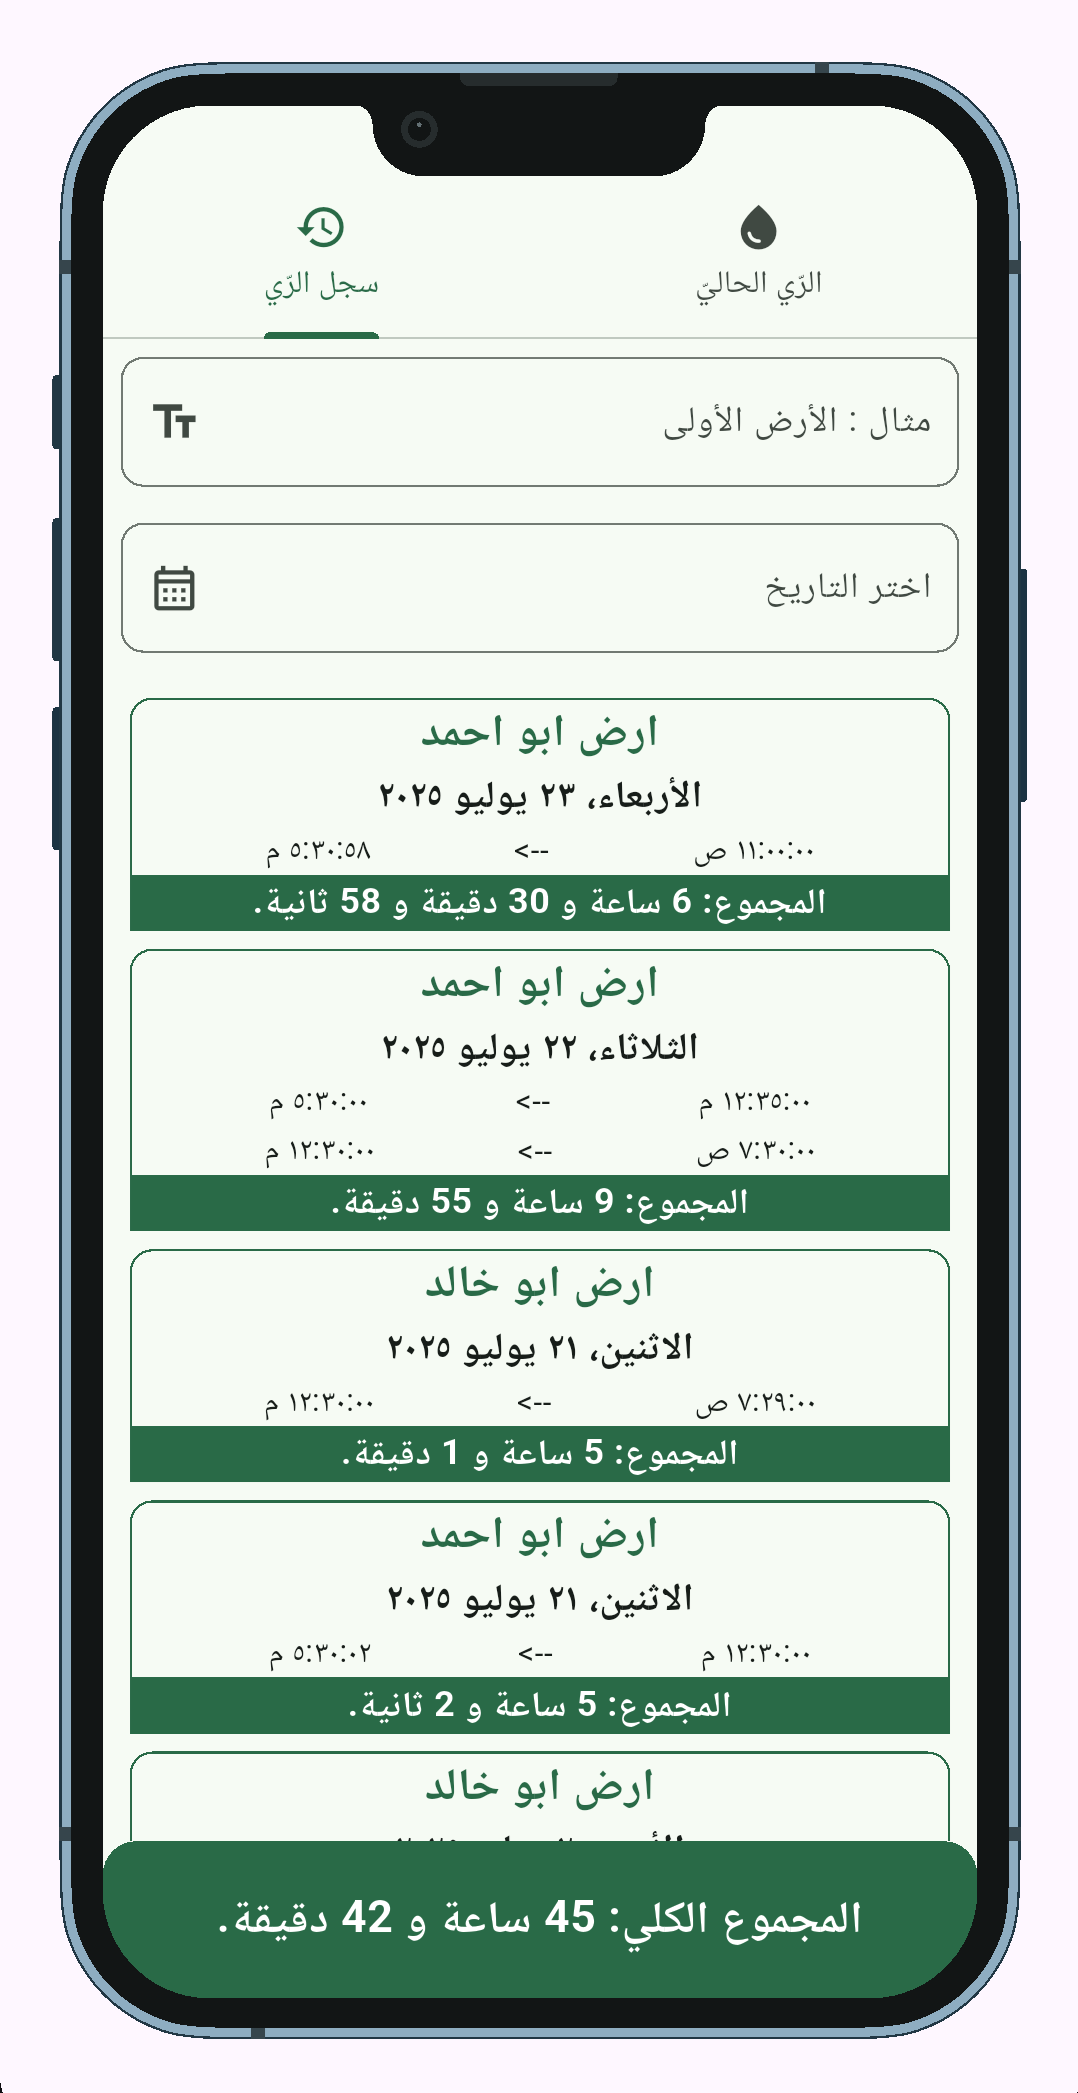 الرّي الحاليّ
سجل الرّي
مثال : الأرض الأولى
اختر التاريخ
ارض ابو احمد
الأربعاء، ٢٣ يوليو ٢٠٢٥
١١:٠٠:٠٠ ص --> ٥:٣٠:٥٨ م
المجموع: 6 ساعة و 30 دقيقة و 58 ثانية.
ارض ابو احمد
الثلاثاء، ٢٢ يوليو ٢٠٢٥
١٢:٣٥:٠٠ م --> ٥:٣٠:٠٠ م
٧:٣٠:٠٠ ص --> ١٢:٣٠:٠٠ م
المجموع: 9 ساعة و 55 دقيقة.
ارض ابو خالد
الاثنين، ٢١ يوليو ٢٠٢٥
٧:٢٩:٠٠ ص --> ١٢:٣٠:٠٠ م
المجموع: 5 ساعة و 1 دقيقة.
ارض ابو احمد
الاثنين، ٢١ يوليو ٢٠٢٥
١٢:٣٠:٠٠ م --> ٥:٣٠:٠٢ م
المجموع: 5 ساعة و 2 ثانية.
ارض ابو خالد
المجموع الكلي: 45 ساعة و 42 دقيقة.